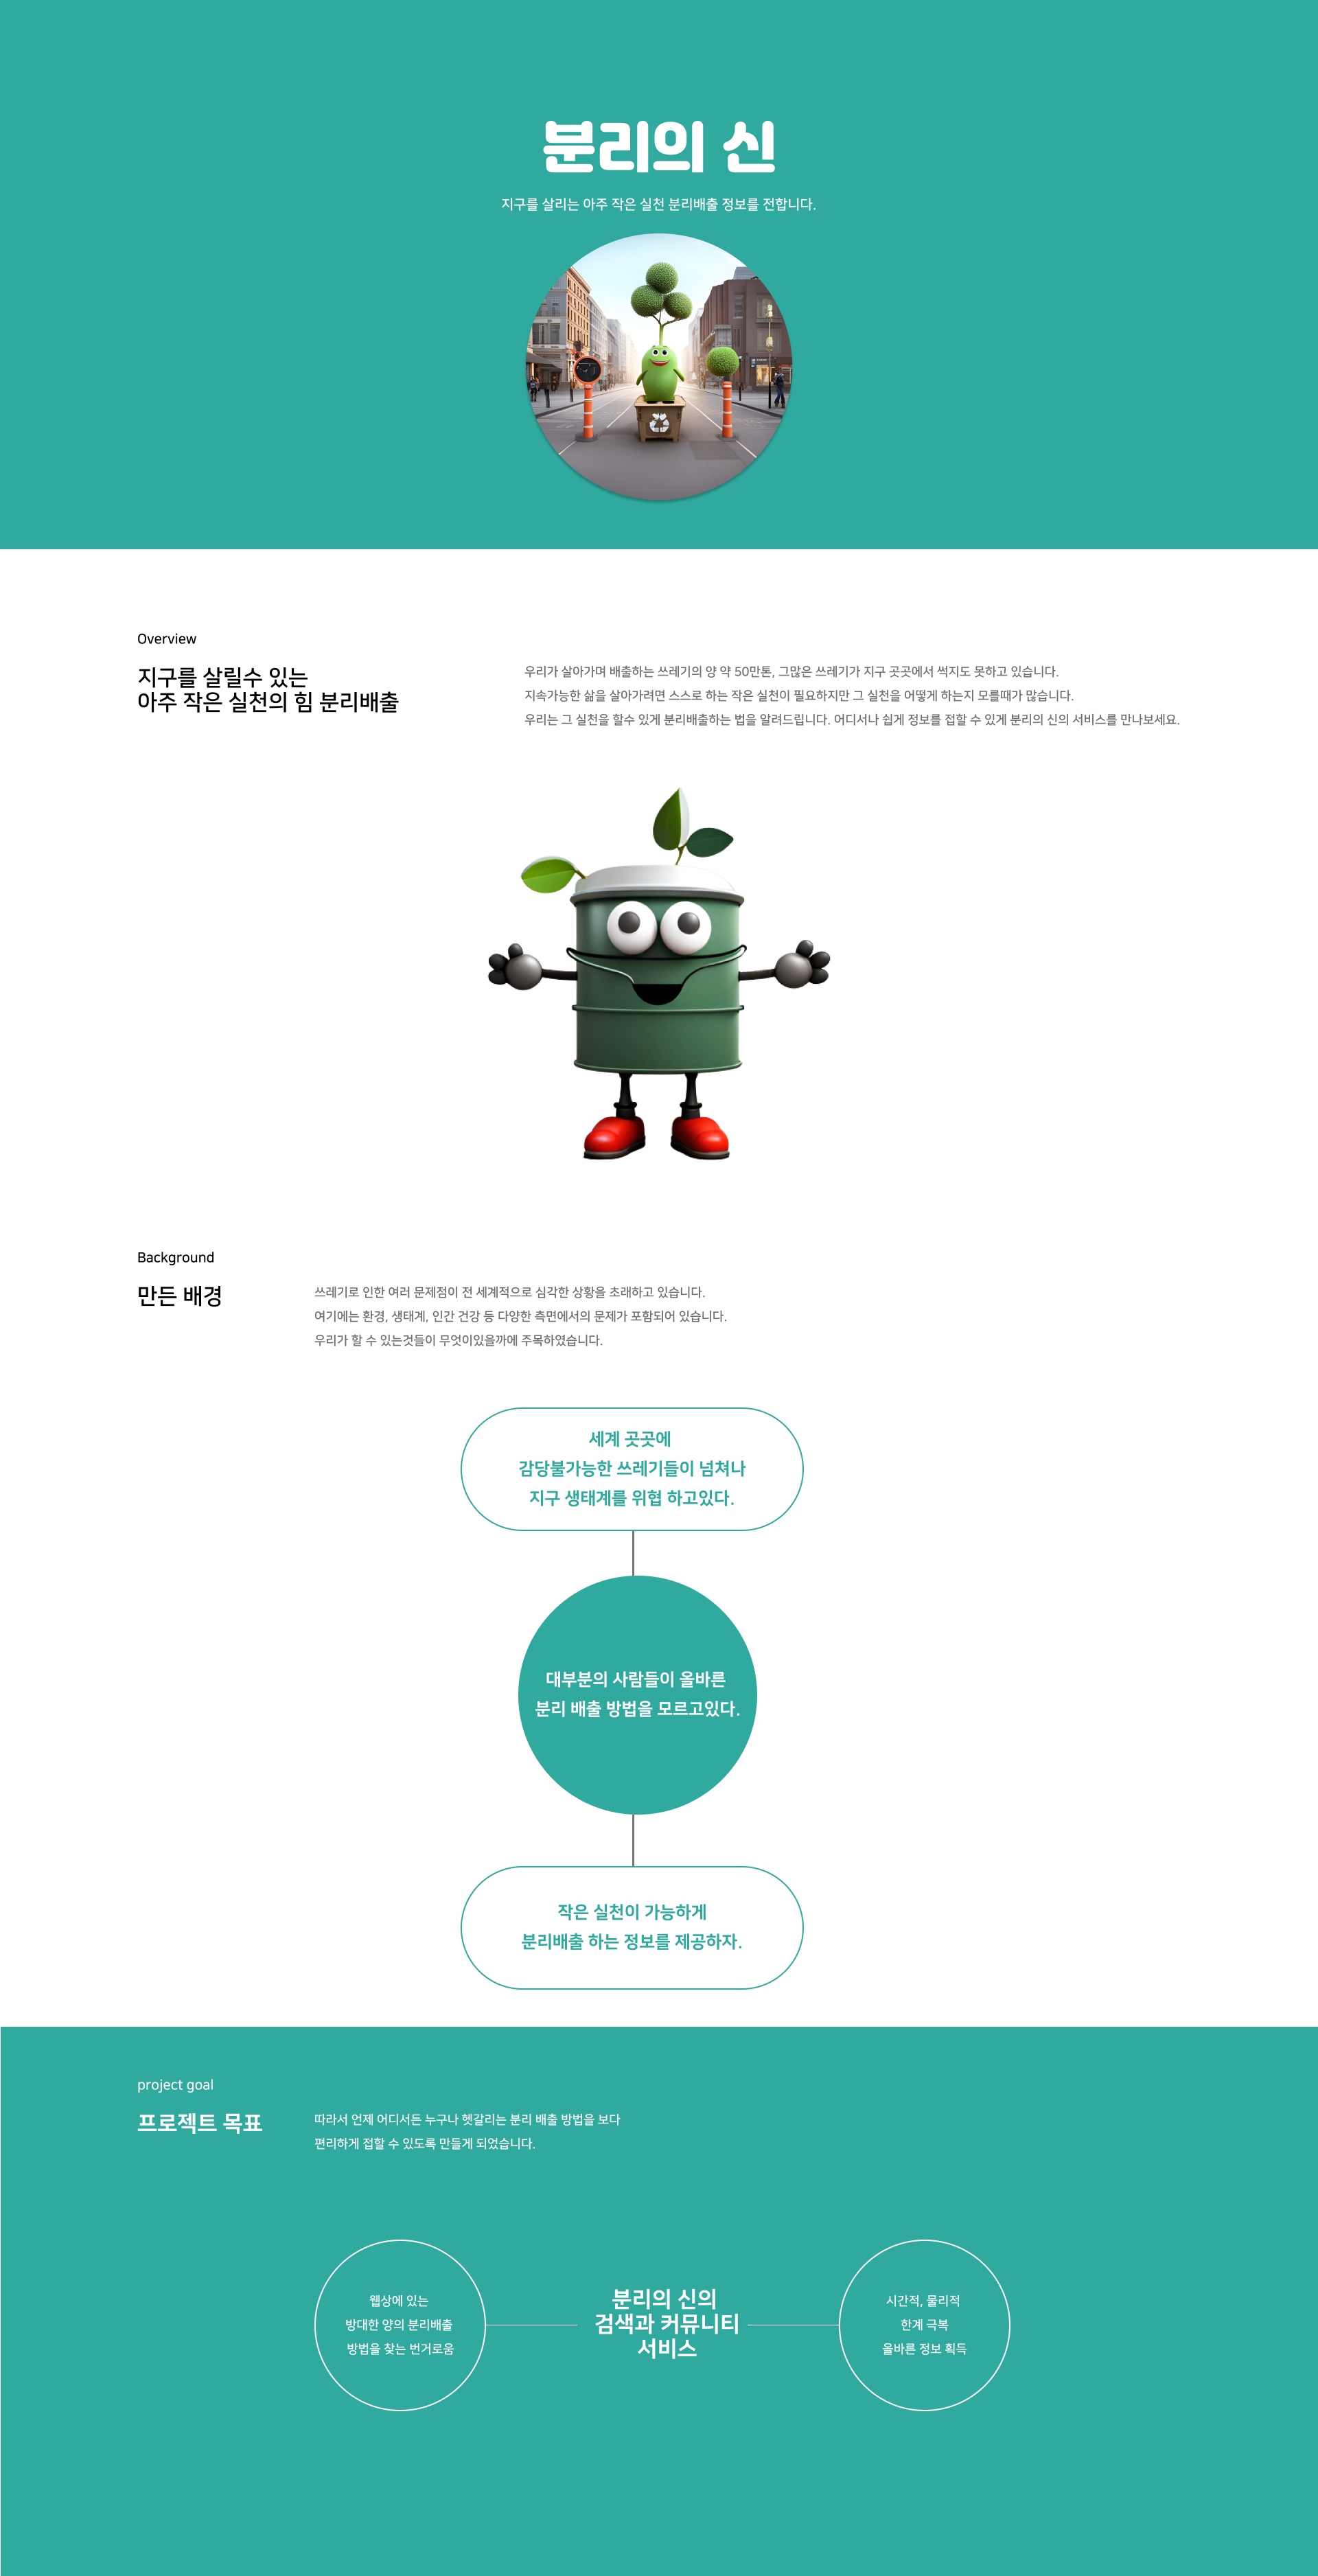 분리의 신
지구를 살리는 아주 작은 실천 분리배출 정보를 전합니다.
Overview
지구를 살릴수 있는
아주 작은 실천의 힘 분리배출
우리가 살아가며 배출하는 쓰레기의 양 약 50만톤, 그많은 쓰레기가 지구 곳곳에서 썩지도 못하고 있습니다.
지속가능한 삶을 살아가려면 스스로 하는 작은 실천이 필요하지만 그 실천을 어떻게 하는지 모를때가 많습니다.
우리는 그 실천을 할수 있게 분리배출하는 법을 알려드립니다. 어디서나 쉽게 정보를 접할 수 있게 분리의 신의 서비스를 만나보세요.
Background
만든 배경
쓰레기로 인한 여러 문제점이 전 세계적으로 심각한 상황을 초래하고 있습니다.
여기에는 환경, 생태계, 인간 건강 등 다양한 측면에서의 문제가 포함되어 있습니다.
우리가 할 수 있는것들이 무엇이있을까에 주목하였습니다.
세계 곳곳에
감당불가능한 쓰레기들이 넘쳐나
지구 생태계를 위협 하고있다.
대부분의 사람들이 올바른
분리 배출 방법을 모르고있다.
작은 실천이 가능하게
분리배출 하는 정보를 제공하자.
project goal
프로젝트 목표
따라서 언제 어디서든 누구나 헷갈리는 분리 배출 방법을 보다
편리하게 접할 수 있도록 만들게 되었습니다.
웹상에 있는
방대한 양의 분리배출
방법을 찾는 번거로움
분리의 신의
검색과 커뮤니티
서비스
시간적, 물리적
한계 극복
올바른 정보 획득